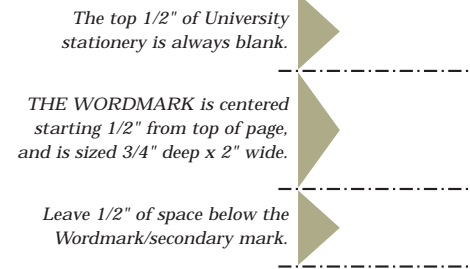 The top 1/2" of University
stationery is always blank.
THE WORDMARK is centered
starting 1/2" from top of page,
and is sized 3/4" deep x 2" wide.
Leave 1/2" of space below the
Wordmark/secondary mark.